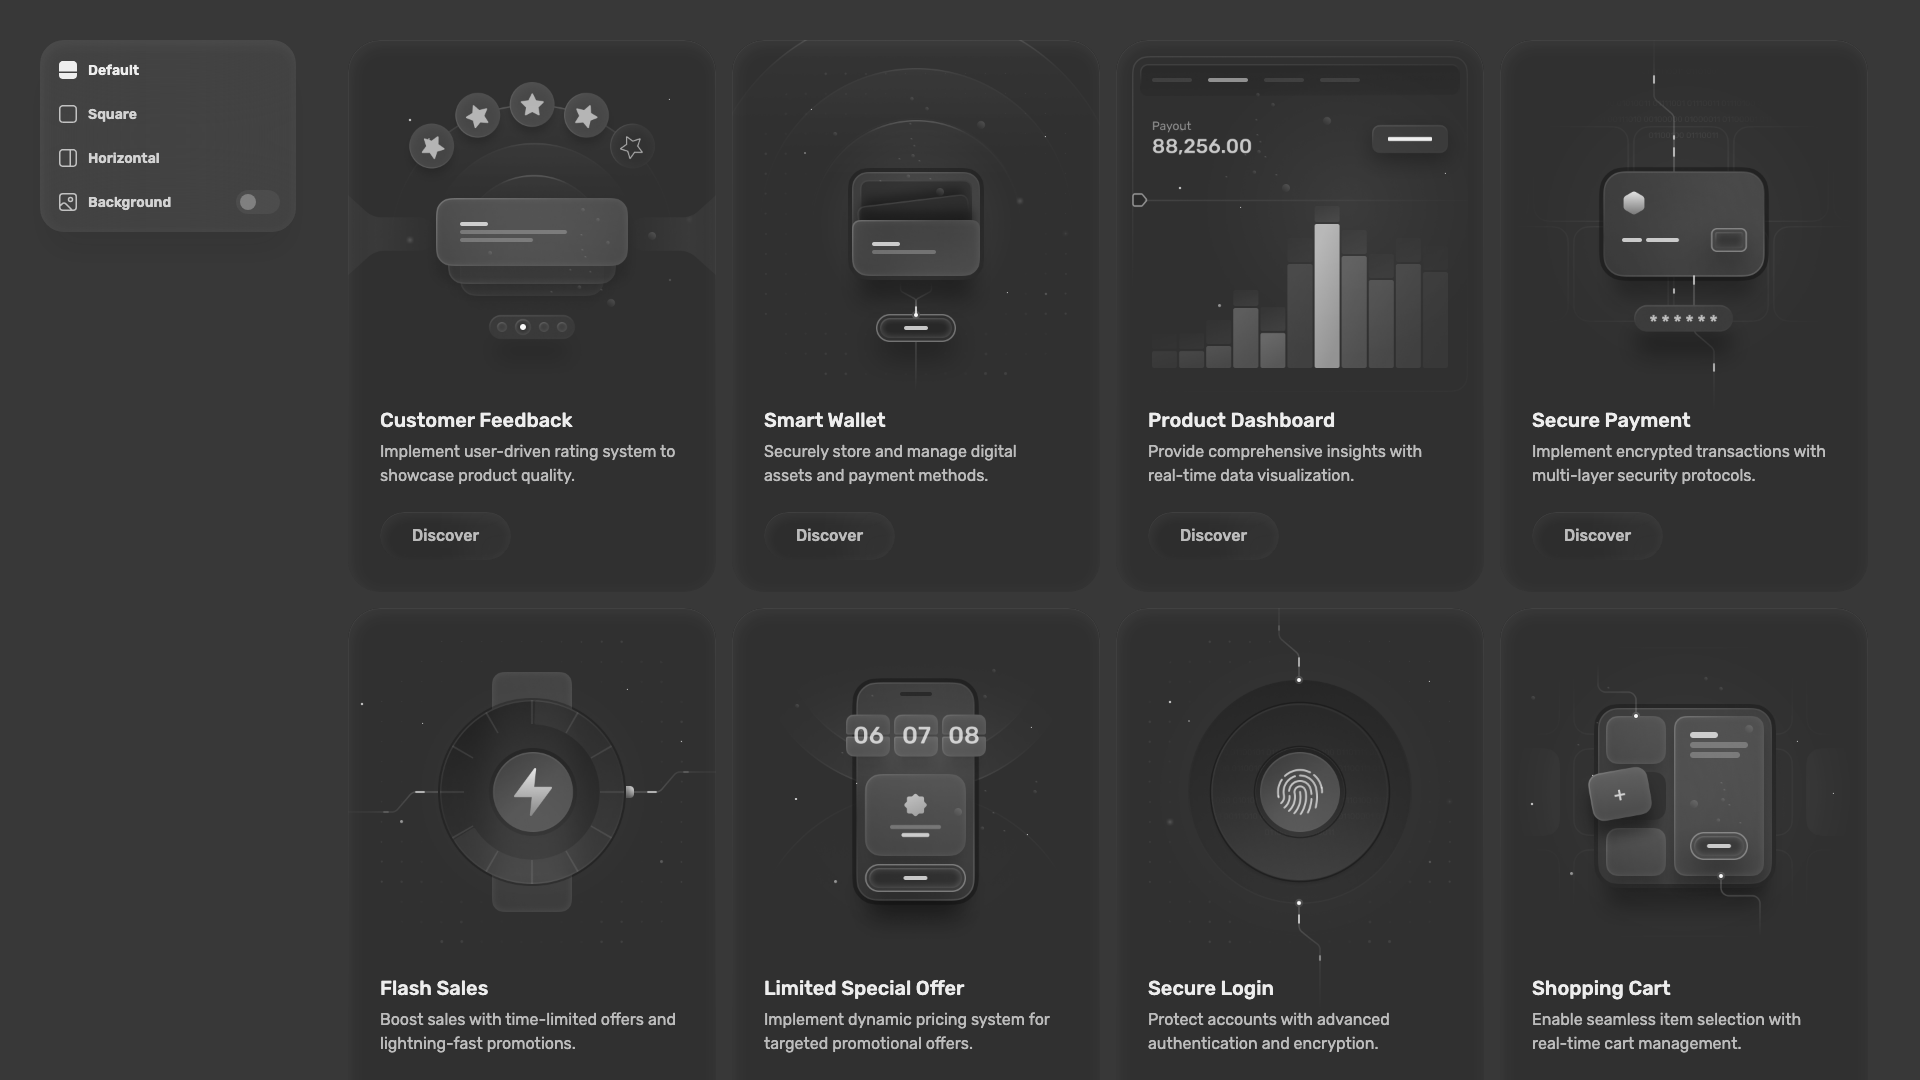 Default
Square
Horizontal
Background
Customer Feedback
Implement user-driven rating system to
showcase product quality.
Discover
Smart Wallet
Securely store and manage digital
assets and payment methods.
Discover
Payout
88,256.00
Product Dashboard
Provide comprehensive insights with
real-time data visualization.
Discover
******
Secure Payment
Implement encrypted transactions with
multi-layer security protocols.
Discover
Flash Sales
Boost sales with time-limited offers and
lightning-fast promotions.
06 07 08
Limited Special Offer
Implement dynamic pricing system for
targeted promotional offers.
Secure Login
Protect accounts with advanced
authentication and encryption.
+
Shopping Cart
Enable seamless item selection with
real-time cart management.